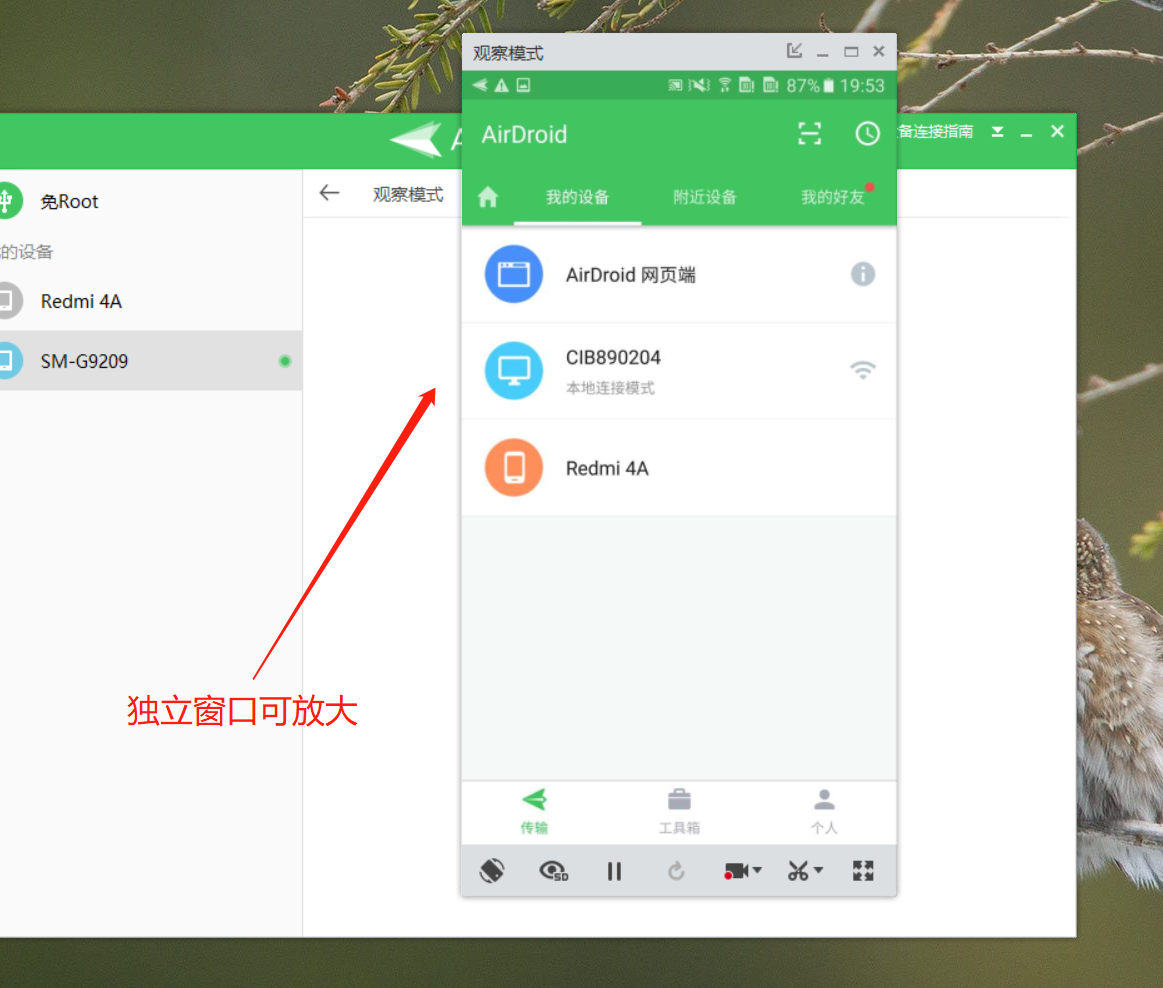 观察模式
87% 19:53
AirDroid
我的设备
附近设备
我的好友
AirDroid 网页端
CIB890204
本地连接模式
Redmi 4A
传输
工具箱
个人
SD
备连接指南
免Root
的设备
Redmi 4A
SM-G9209
观察模式
独立窗口可放大